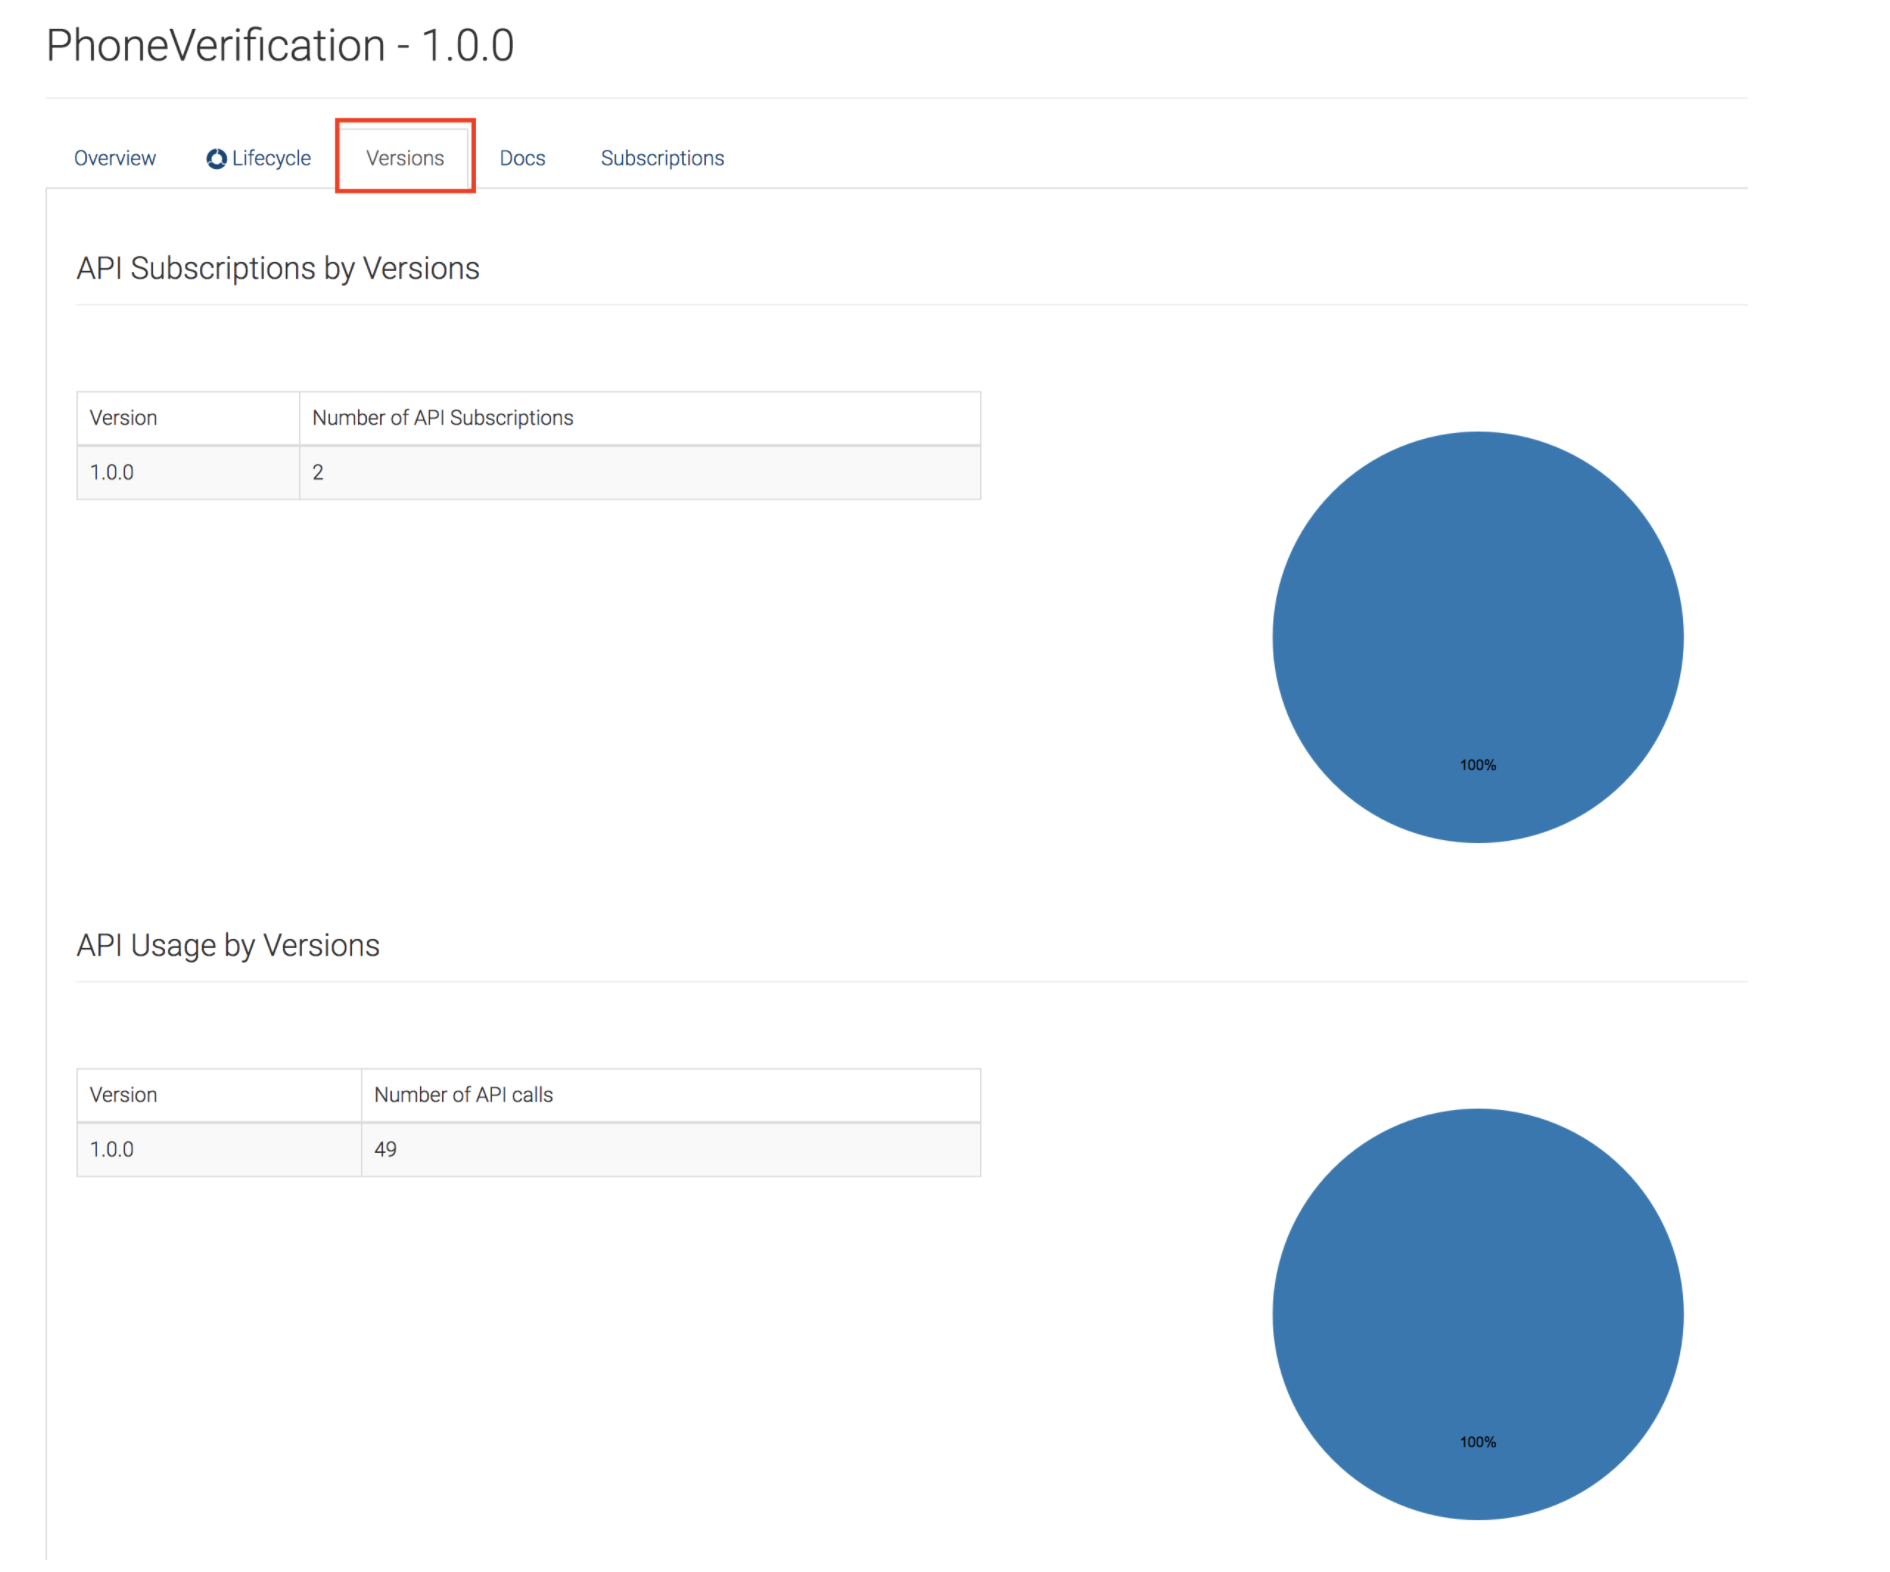 PhoneVerification - 1.0.0
Overview Lifecycle Versions Docs Subscriptions
API Subscriptions by Versions
Version Number of API Subscriptions
1.0.0 2
100%
API Usage by Versions
Version Number of API calls
1.0.0 49
100%